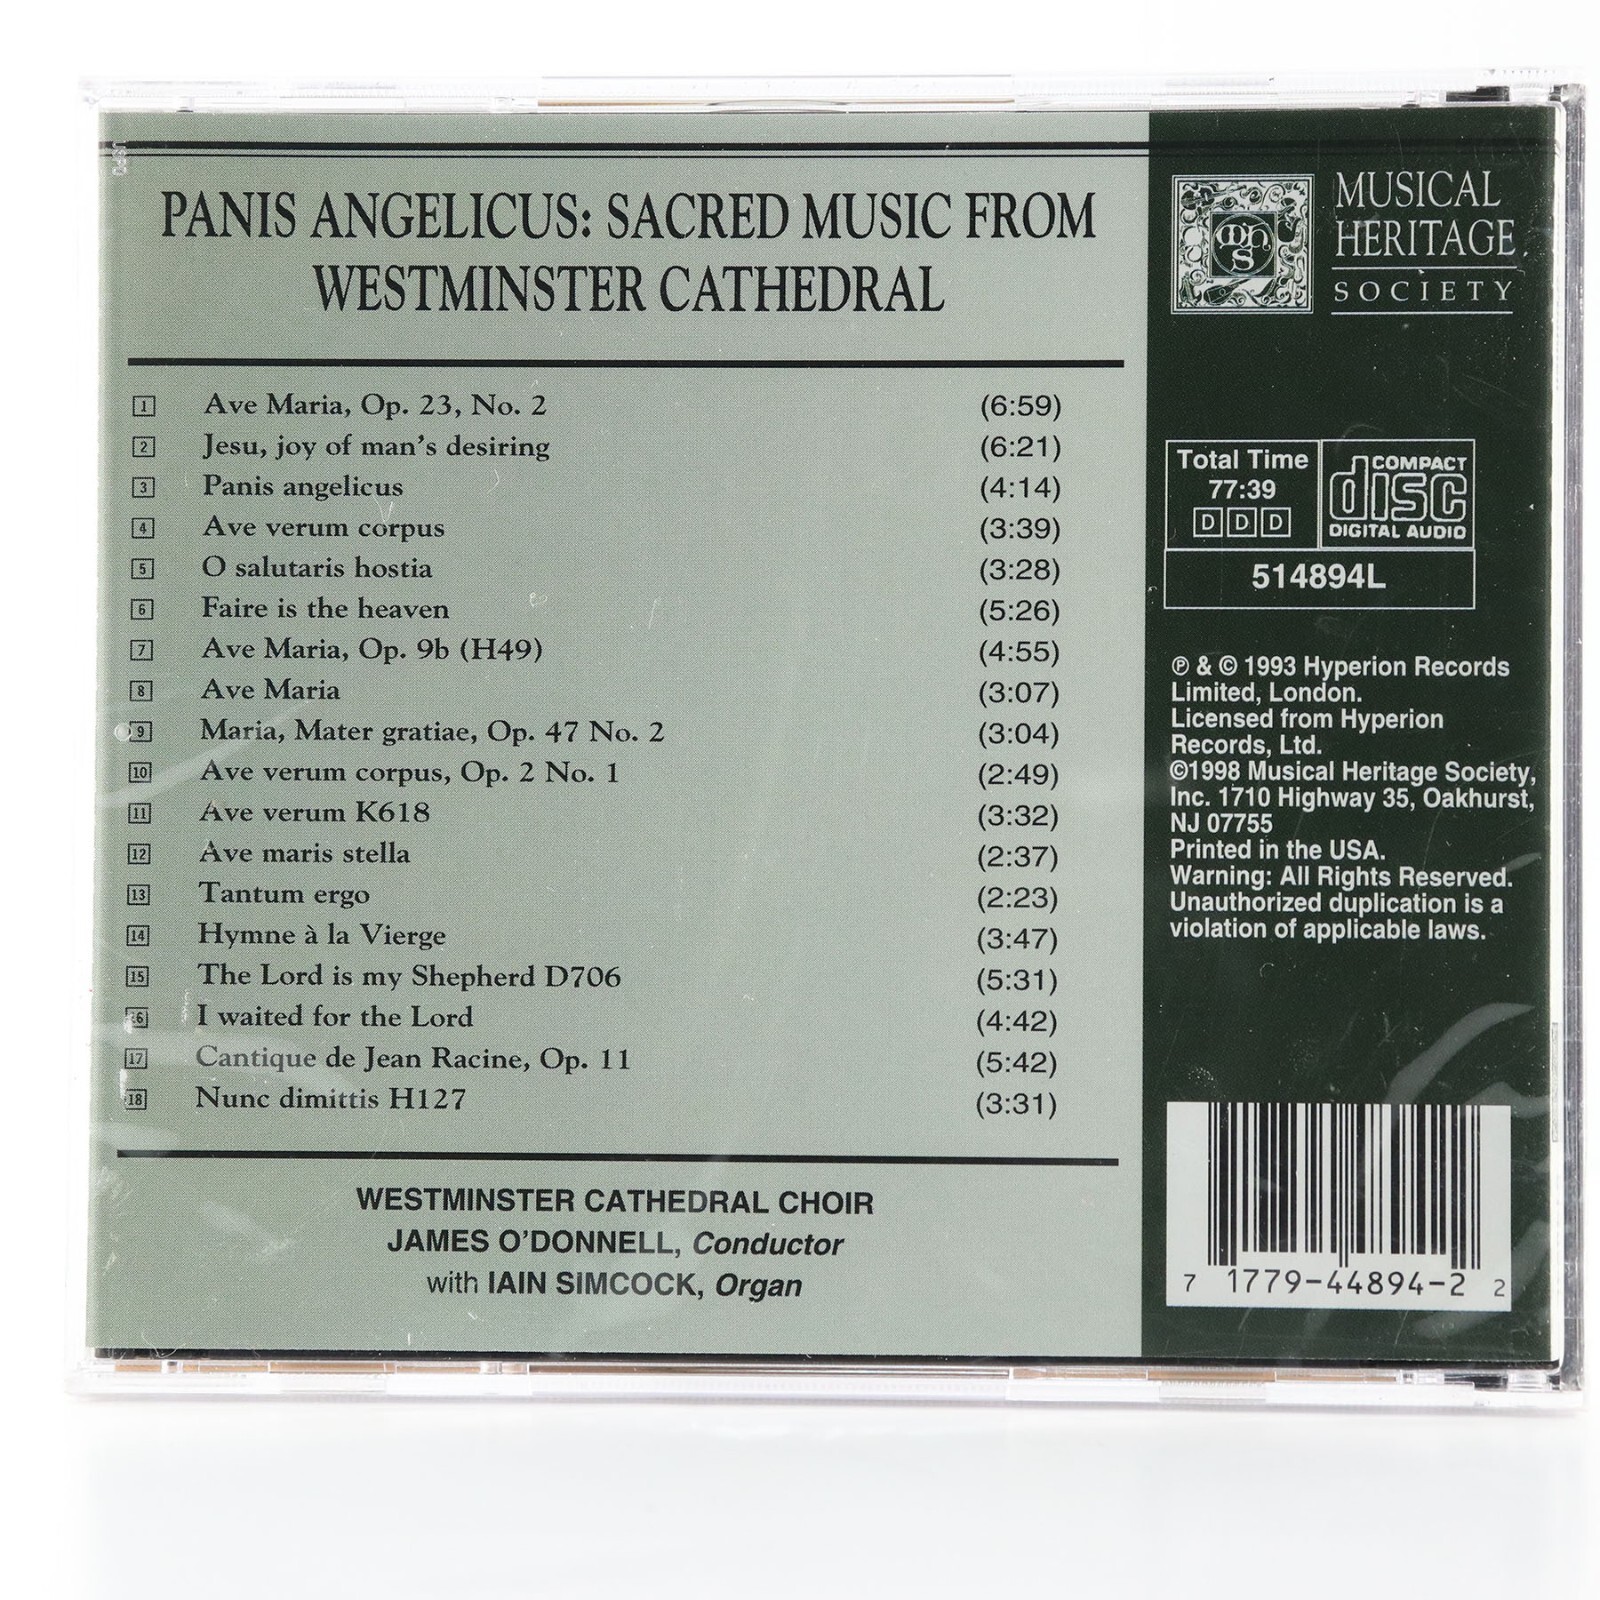 PANIS ANGELICUS: SACRED MUSIC FROM
WESTMINSTER CATHEDRAL
1 Ave Maria, Op. 23, No. 2 (6:59)
2 Jesu, joy of man's desiring (6:21)
3 Panis angelicus (4:14)
4 Ave verum corpus (3:39)
5 O salutaris hostia (3:28)
6 Faire is the heaven (5:26)
7 Ave Maria, Op. 9b (H49) (4:55)
8 Ave Maria (3:07)
9 Maria, Mater gratiae, Op. 47 No. 2 (3:04)
10 Ave verum corpus, Op. 2 No. 1 (2:49)
11 Ave verum K618 (3:32)
12 Ave maris stella (2:37)
13 Tantum ergo (2:23)
14 Hymne à la Vierge (3:47)
15 The Lord is my Shepherd D706 (5:31)
16 I waited for the Lord (4:42)
17 Cantique de Jean Racine, Op. 11 (5:42)
18 Nunc dimittis H127 (3:31)
WESTMINSTER CATHEDRAL CHOIR
JAMES O'DONNELL, Conductor
with IAIN SIMCOCK, Organ
mhs
MUSICAL
HERITAGE
SOCIETY
Total Time
77:39
D D D
COMPACT
disc
DIGITAL AUDIO
514894L
℗ & © 1993 Hyperion Records
Limited, London.
Licensed from Hyperion
Records, Ltd.
©1998 Musical Heritage Society,
Inc. 1710 Highway 35, Oakhurst,
NJ 07755
Printed in the USA.
Warning: All Rights Reserved.
Unauthorized duplication is a
violation of applicable laws.
7 1779-44894-2 2